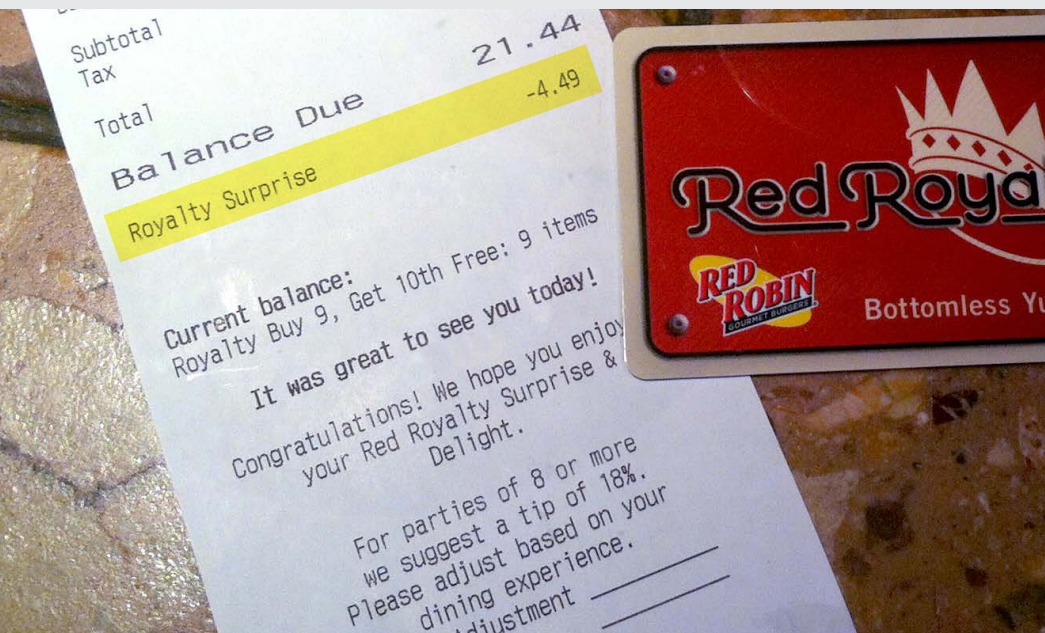 Subtotal
Tax
Total
Balance Due 21.44
Royalty Surprise -4.49
Current balance:
Royalty Buy 9, Get 10th Free: 9 items
It was great to see you today!
Congratulations! We hope you enjoy
your Red Royalty Surprise &
Delight.
For parties of 8 or more
we suggest a tip of 18%.
Please adjust based on your
dining experience.
Red Roya
RED
ROBIN
GOURMET BURGERS
Bottomless Yu